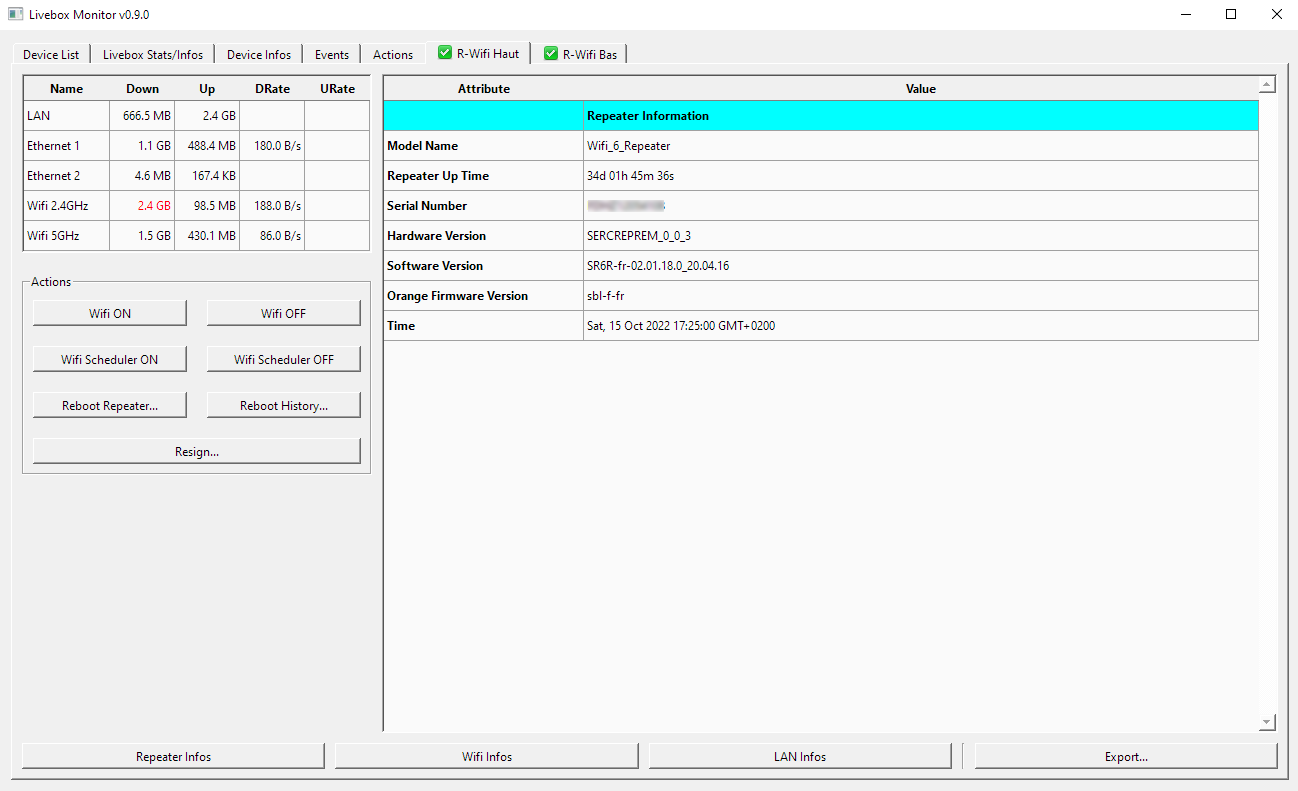 Livebox Monitor v0.9.0
Device List Livebox Stats/Infos Device Infos Events Actions R-Wifi Haut R-Wifi Bas
Name Down Up DRate URate
LAN 666.5 MB 2.4 GB
Ethernet 1 1.1 GB 488.4 MB 180.0 B/s
Ethernet 2 4.6 MB 167.4 KB
Wifi 2.4GHz 2.4 GB 98.5 MB 188.0 B/s
Wifi 5GHz 1.5 GB 430.1 MB 86.0 B/s
Actions
Wifi ON Wifi OFF
Wifi Scheduler ON Wifi Scheduler OFF
Reboot Repeater... Reboot History...
Resign...
Attribute Value
Repeater Information
Model Name Wifi_6_Repeater
Repeater Up Time 34d 01h 45m 36s
Serial Number
Hardware Version SERCREPREM_0_0_3
Software Version SR6R-fr-02.01.18.0_20.04.16
Orange Firmware Version sbl-f-fr
Time Sat, 15 Oct 2022 17:25:00 GMT+0200
Repeater Infos Wifi Infos LAN Infos Export...